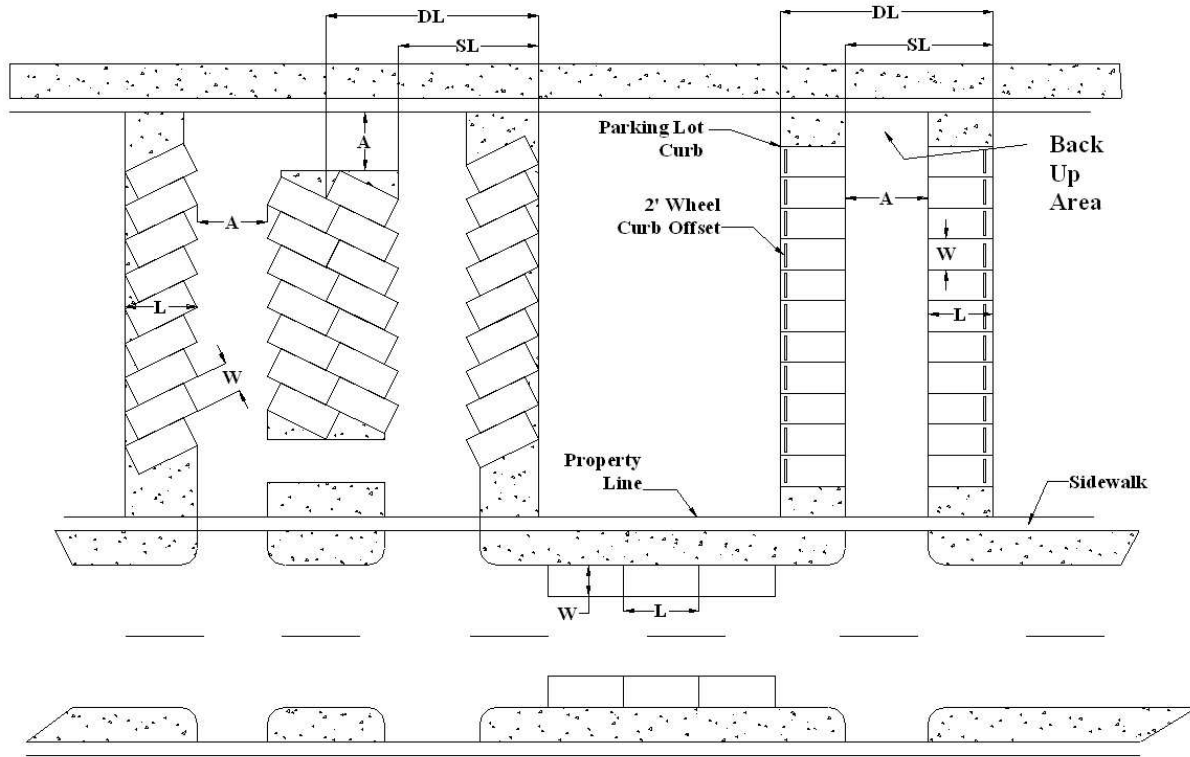 DL
DL
SL
SL
Parking Lot
Curb
Back
Up
Area
A
A
A
2' Wheel
Curb Offset
W
L
L
W
Property
Line
Sidewalk
W
L